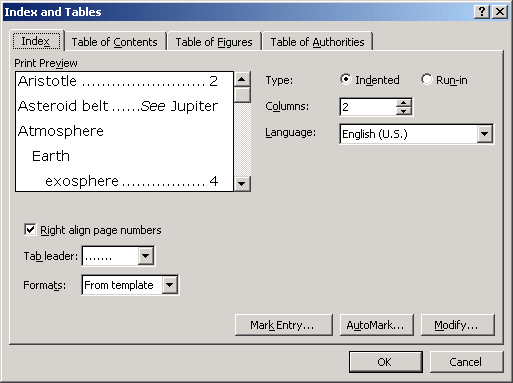 Index and Tables
Index Table of Contents Table of Figures Table of Authorities
Print Preview
Aristotle .................. 2
Asteroid belt ......See Jupiter
Atmosphere
Earth
exosphere ................ 4
Type: Indented Run-in
Columns: 2
Language: English (U.S.)
Right align page numbers
Tab leader: .......
Formats: From template
Mark Entry... AutoMark... Modify...
OK Cancel